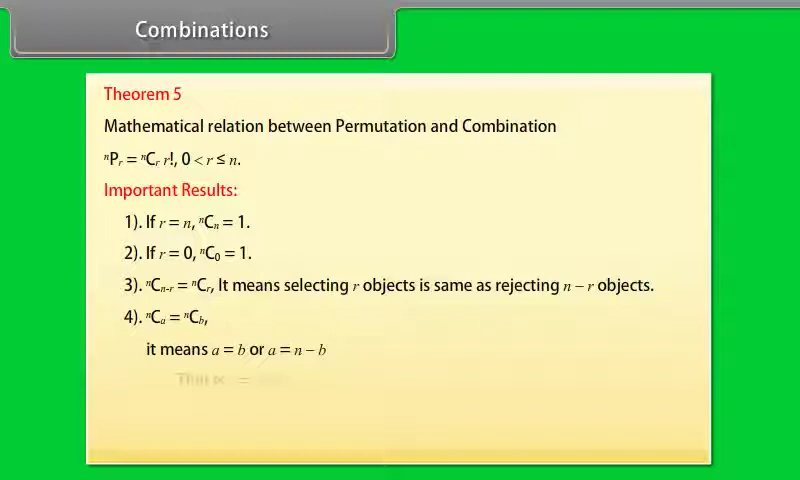 Combinations
Theorem 5
Mathematical relation between Permutation and Combination
ⁿPᵣ = ⁿCᵣ r!, 0 < r ≤ n.
Important Results:
1). If r = n, ⁿCₙ = 1.
2). If r = 0, ⁿC₀ = 1.
3). ⁿCₙ₋ᵣ = ⁿCᵣ, It means selecting r objects is same as rejecting n – r objects.
4). ⁿCₐ = ⁿC_b,
it means a = b or a = n – b